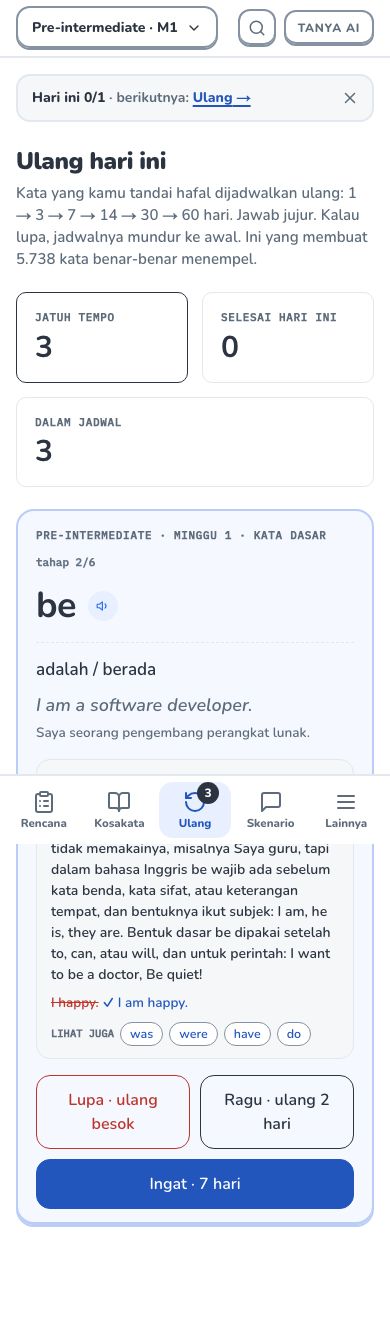 Pre-intermediate · M1
TANYA AI
Hari ini 0/1 · berikutnya: Ulang →
Ulang hari ini
Kata yang kamu tandai hafal dijadwalkan ulang: 1
→ 3 → 7 → 14 → 30 → 60 hari. Jawab jujur. Kalau
lupa, jadwalnya mundur ke awal. Ini yang membuat
5.738 kata benar-benar menempel.
JATUH TEMPO
3
SELESAI HARI INI
0
DALAM JADWAL
3
PRE-INTERMEDIATE · MINGGU 1 · KATA DASAR
tahap 2/6
be
adalah / berada
I am a software developer.
Saya seorang pengembang perangkat lunak.
3
Rencana
Kosakata
Ulang
Skenario
Lainnya
tidak memakainya, misalnya Saya guru, tapi
dalam bahasa Inggris be wajib ada sebelum
kata benda, kata sifat, atau keterangan
tempat, dan bentuknya ikut subjek: I am, he
is, they are. Bentuk dasar be dipakai setelah
to, can, atau will, dan untuk perintah: I want
to be a doctor, Be quiet!
I happy. ✓ I am happy.
LIHAT JUGA was were have do
Lupa · ulang
besok
Ragu · ulang 2
hari
Ingat · 7 hari